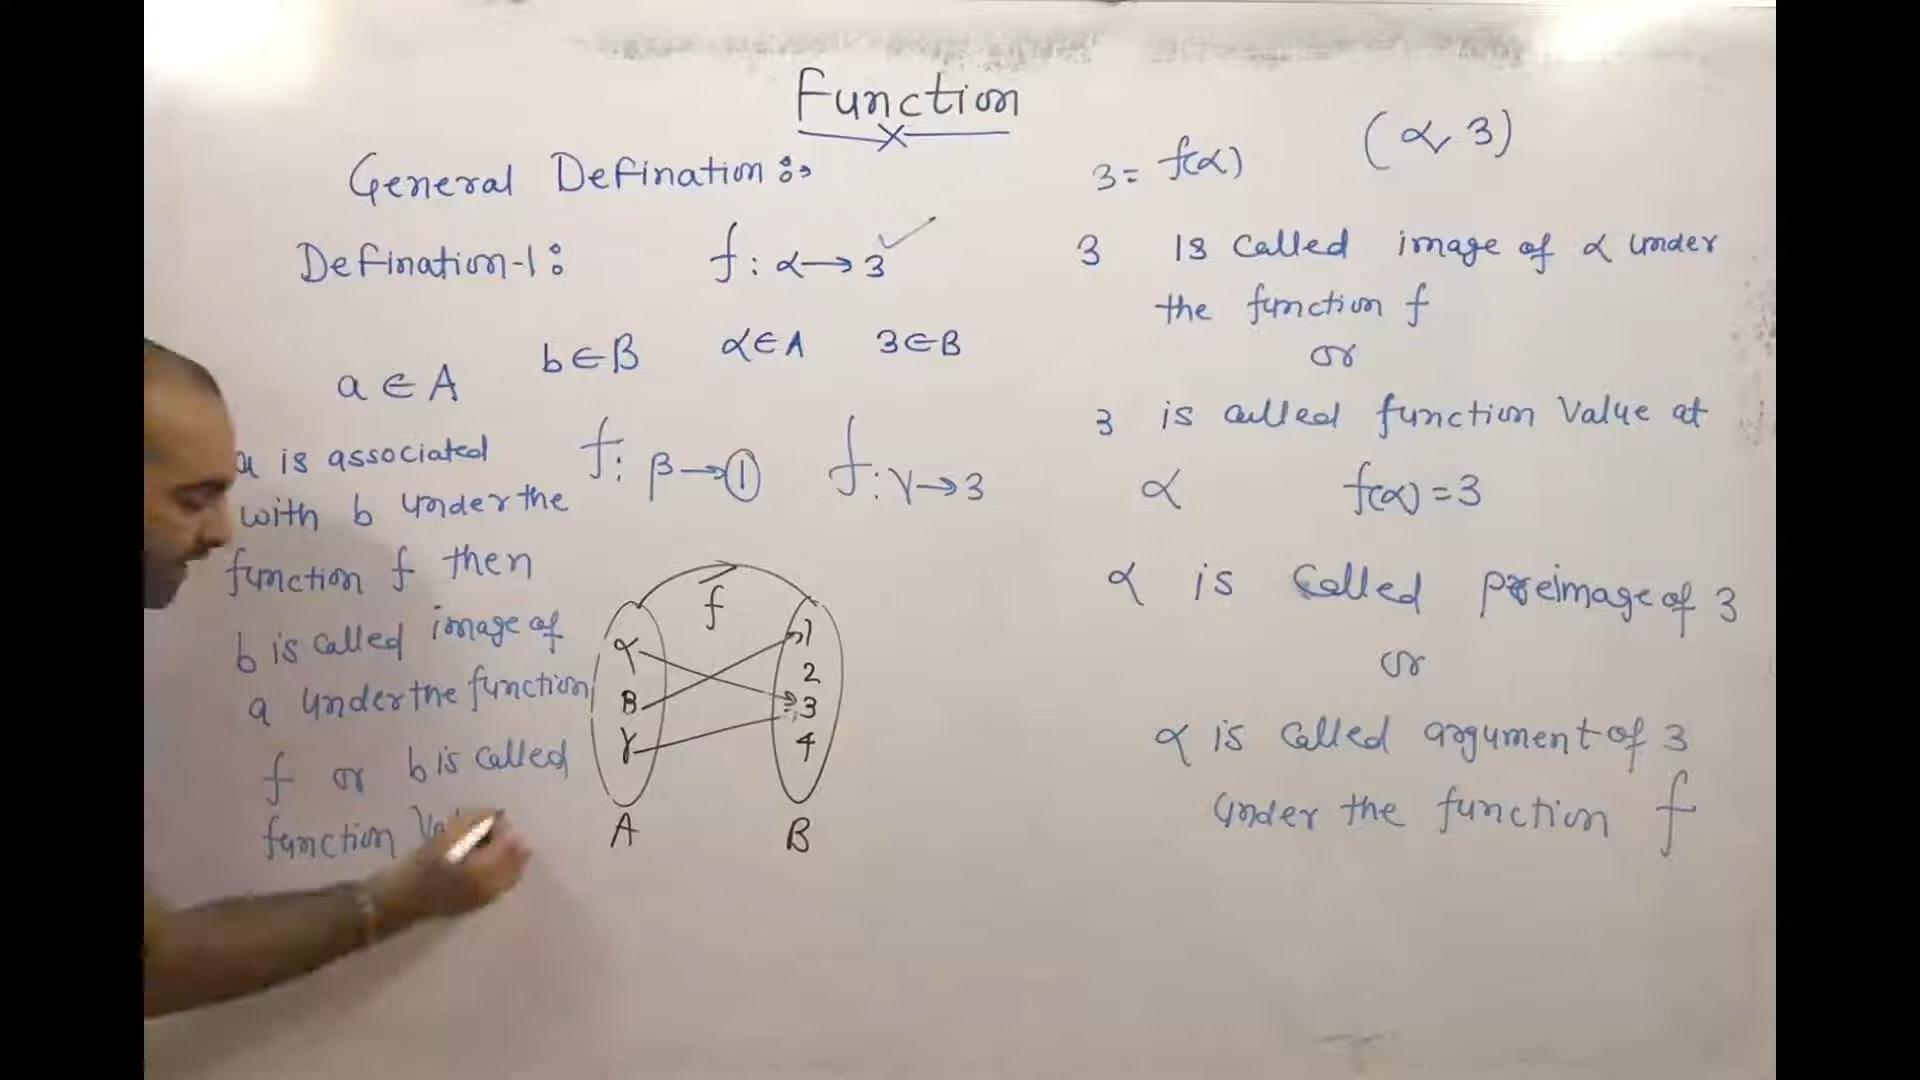 Function
General Defination:
Defination-1:
f: α→3 ✓
a ∈ A
b ∈ B
α∈A
3∈B
a is associated
with b under the
function f then
b is called image of
a under the function
f or b is called
function
f: β→1
f: γ→3
f
α
B
γ
A
1
2
3
4
B
3 = f(α)
(α, 3)
3 is called image of α under
the function f
or
3 is called function Value at
α f(α) = 3
α is called preimage of 3
or
α is called argument of 3
under the function f